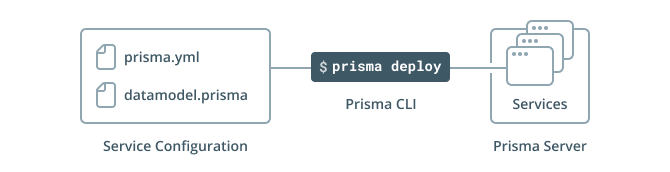 prisma.yml
datamodel.prisma
Service Configuration
$ prisma deploy
Prisma CLI
Services
Prisma Server